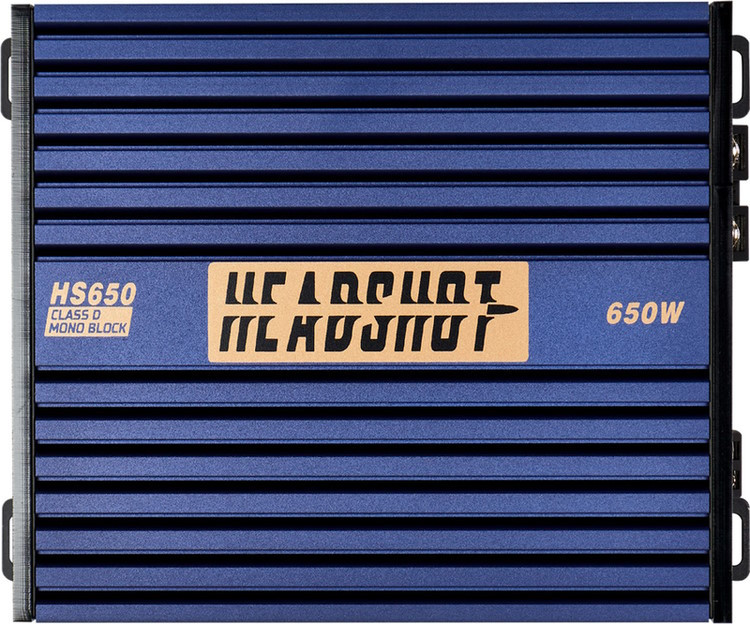 HS650
CLASS D
MONO BLOCK
HEADSHOT
650W